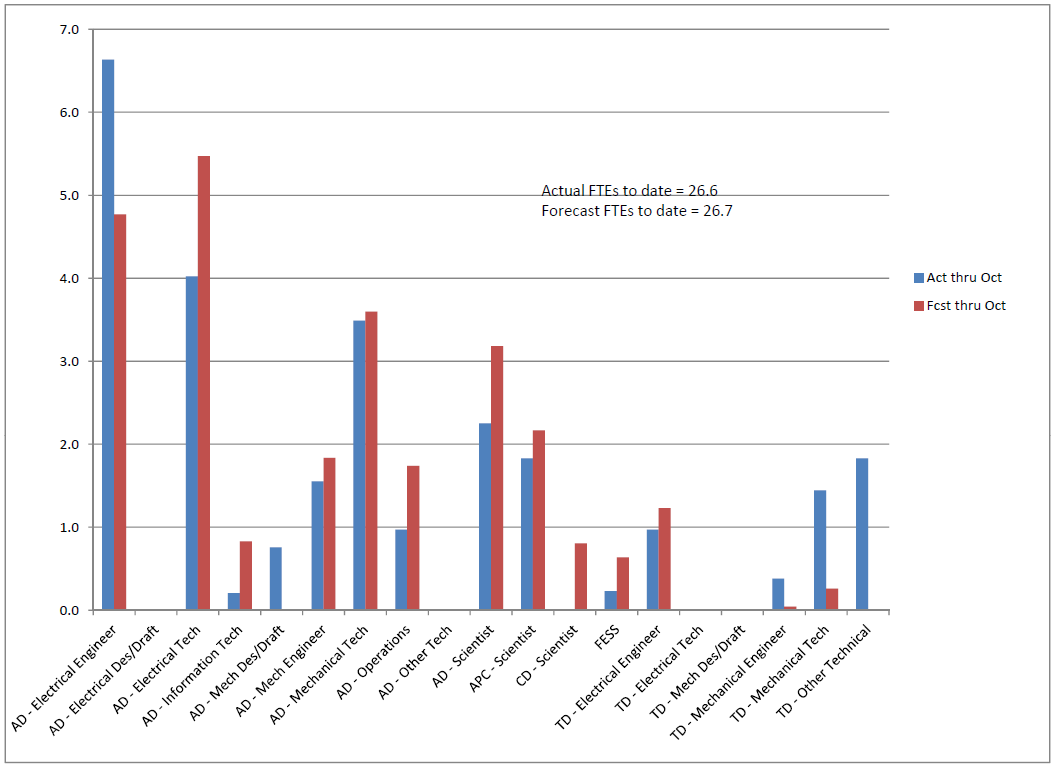 7.0
6.0
5.0
4.0
3.0
2.0
1.0
0.0
Actual FTEs to date = 26.6
Forecast FTEs to date = 26.7
Act thru Oct
Fcst thru Oct
AD - Electrical Engineer
AD - Electrical Des/Draft
AD - Electrical Tech
AD - Information Tech
AD - Mech Des/Draft
AD - Mech Engineer
AD - Mechanical Tech
AD - Operations
AD - Other Tech
AD - Scientist
APC - Scientist
CD - Scientist
FESS
TD - Electrical Engineer
TD - Electrical Tech
TD - Mech Des/Draft
TD - Mechanical Engineer
TD - Mechanical Tech
TD - Other Technical